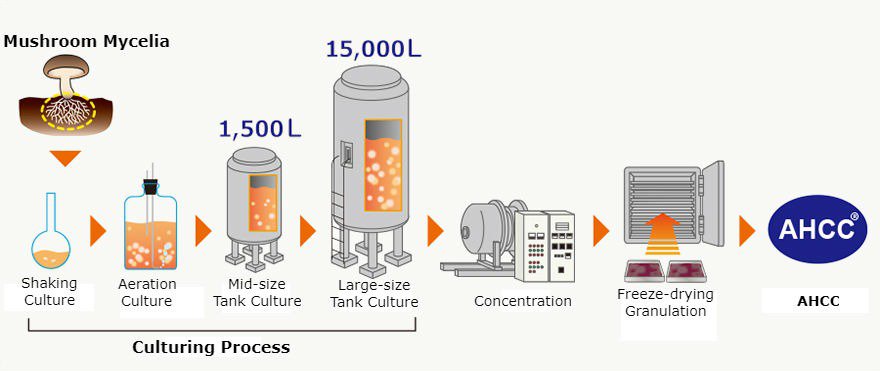 Mushroom Mycelia
1,500L
15,000L
Shaking
Culture
Aeration
Culture
Mid-size
Tank Culture
Large-size
Tank Culture
Concentration
Freeze-drying
Granulation
AHCC®
AHCC
Culturing Process